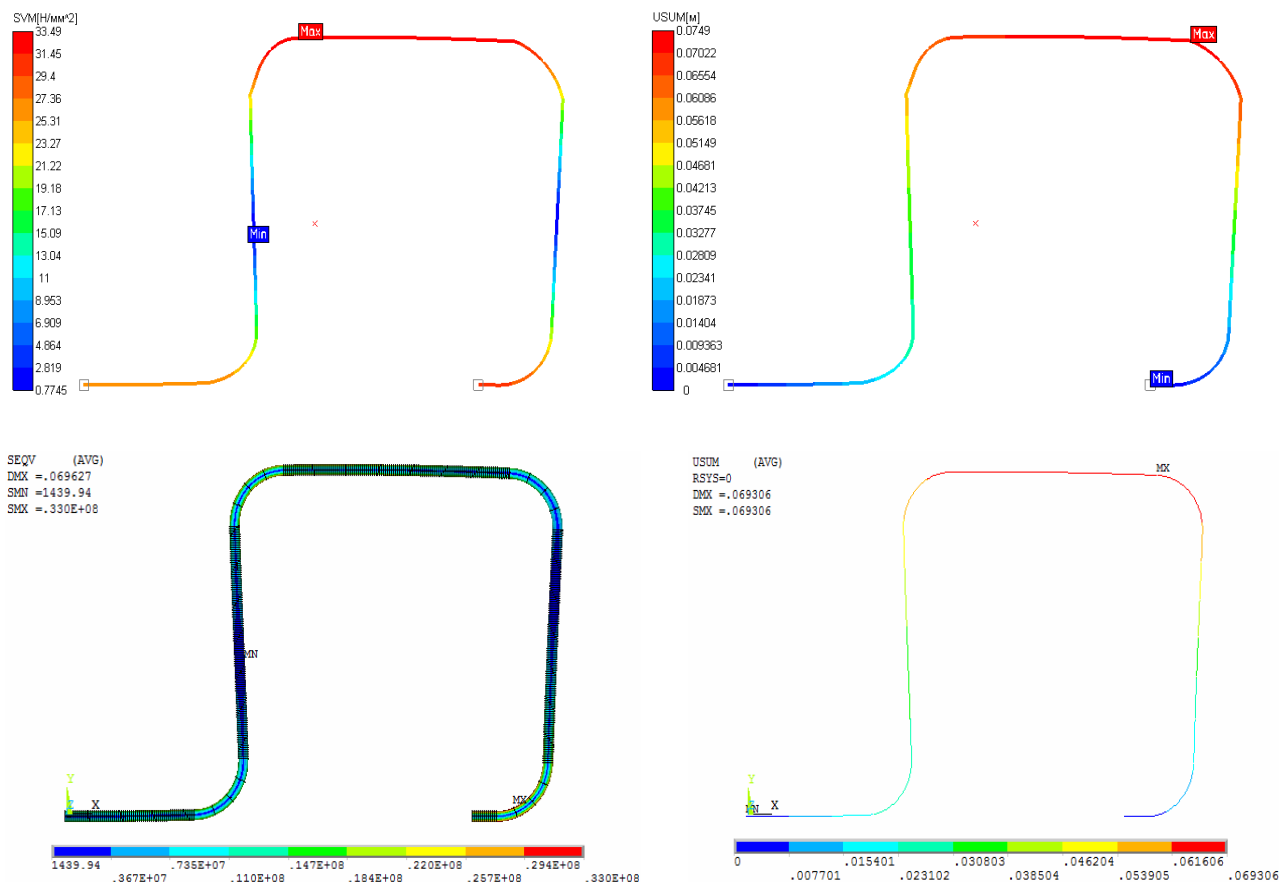 SVM[Н/мм^2]
33.49
31.45
29.4
27.36
25.31
23.27
21.22
19.18
17.13
15.09
13.04
11
8.953
6.909
4.864
2.819
0.7745
Max
Min
USUM[м]
0.0749
0.07022
0.06554
0.06086
0.05618
0.05149
0.04681
0.04213
0.03745
0.03277
0.02809
0.02341
0.01873
0.01404
0.009363
0.004681
0
Max
Min
SEQV (AVG)
DMX =.069627
SMN =1439.94
SMX =.330E+08
MN
MX
Y
Z X
1439.94 .735E+07 .147E+08 .220E+08 .294E+08
.367E+07 .110E+08 .184E+08 .257E+08 .330E+08
USUM (AVG)
RSYS=0
DMX =.069306
SMX =.069306
MX
Y
MN X
0 .015401 .030803 .046204 .061606
.007701 .023102 .038504 .053905 .069306